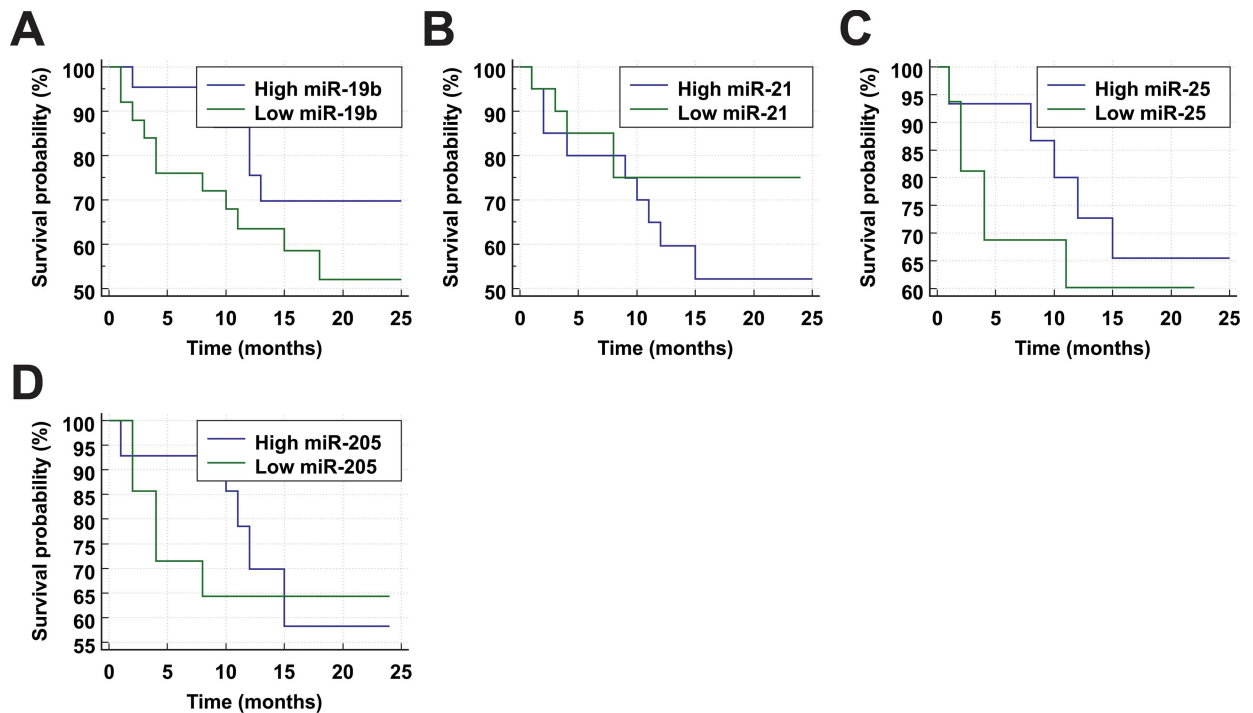 A
Survival probability (%)
100
90
80
70
60
50
High miR-19b
Low miR-19b
0 5 10 15 20 25
Time (months)
B
Survival probability (%)
100
90
80
70
60
50
High miR-21
Low miR-21
0 5 10 15 20 25
Time (months)
C
Survival probability (%)
100
95
90
85
80
75
70
65
60
High miR-25
Low miR-25
0 5 10 15 20 25
Time (months)
D
Survival probability (%)
100
95
90
85
80
75
70
65
60
55
High miR-205
Low miR-205
0 5 10 15 20 25
Time (months)